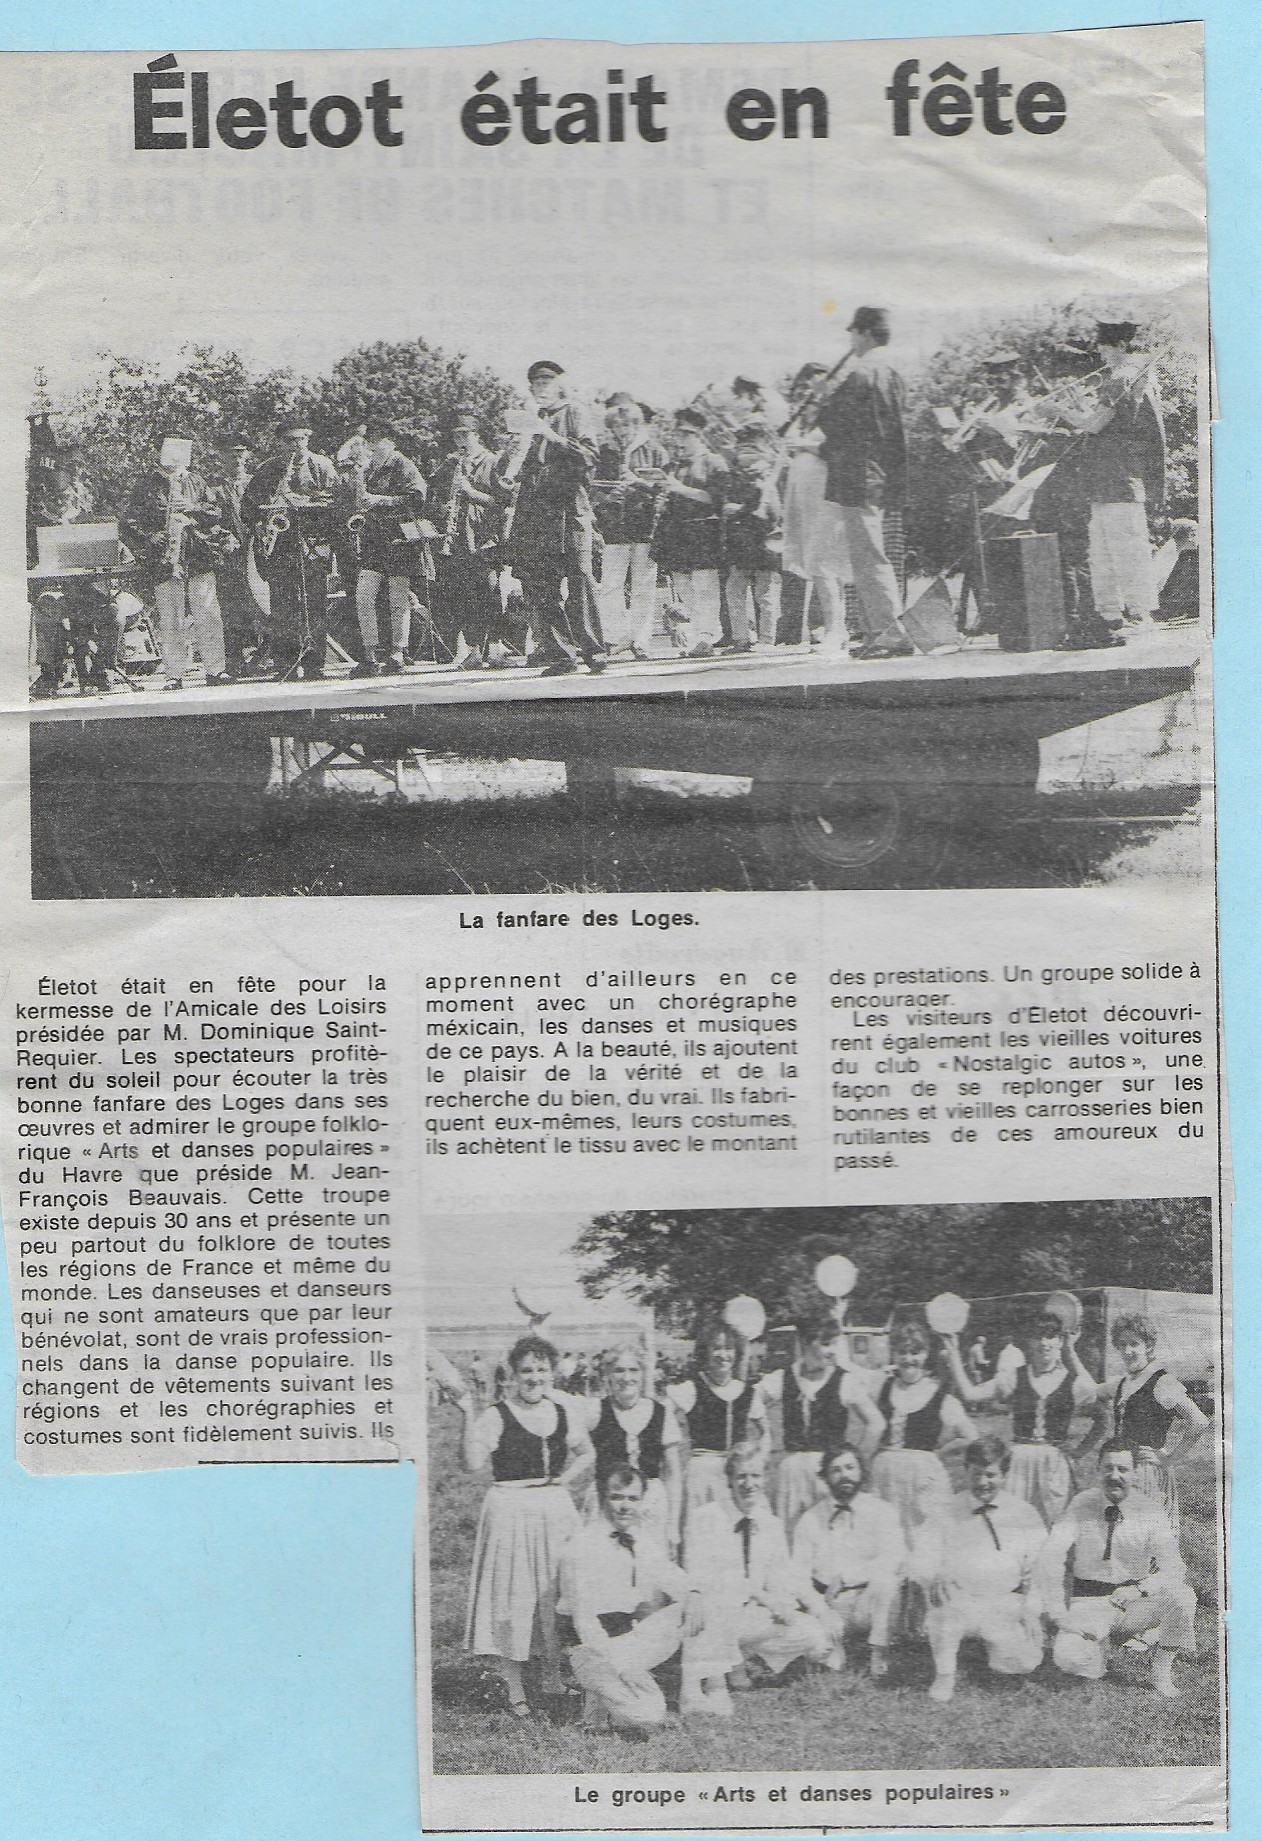 Életot était en fête
La fanfare des Loges.
Életot était en fête pour la
kermesse de l'Amicale des Loisirs
présidée par M. Dominique Saint-
Requier. Les spectateurs profitè-
rent du soleil pour écouter la très
bonne fanfare des Loges dans ses
œuvres et admirer le groupe folklo-
rique « Arts et danses populaires »
du Havre que préside M. Jean-
François Beauvais. Cette troupe
existe depuis 30 ans et présente un
peu partout du folklore de toutes
les régions de France et même du
monde. Les danseuses et danseurs
qui ne sont amateurs que par leur
bénévolat, sont de vrais profession-
nels dans la danse populaire. Ils
changent de vêtements suivant les
régions et les chorégraphies et
costumes sont fidèlement suivis. Ils
apprennent d'ailleurs en ce
moment avec un chorégraphe
méxicain, les danses et musiques
de ce pays. A la beauté, ils ajoutent
le plaisir de la vérité et de la
recherche du bien, du vrai. Ils fabri-
quent eux-mêmes, leurs costumes,
ils achètent le tissu avec le montant
des prestations. Un groupe solide à
encourager.
Les visiteurs d'Életot découvri-
rent également les vieilles voitures
du club « Nostalgic autos », une
façon de se replonger sur les
bonnes et vieilles carrosseries bien
rutilantes de ces amoureux du
passé.
Le groupe « Arts et danses populaires »